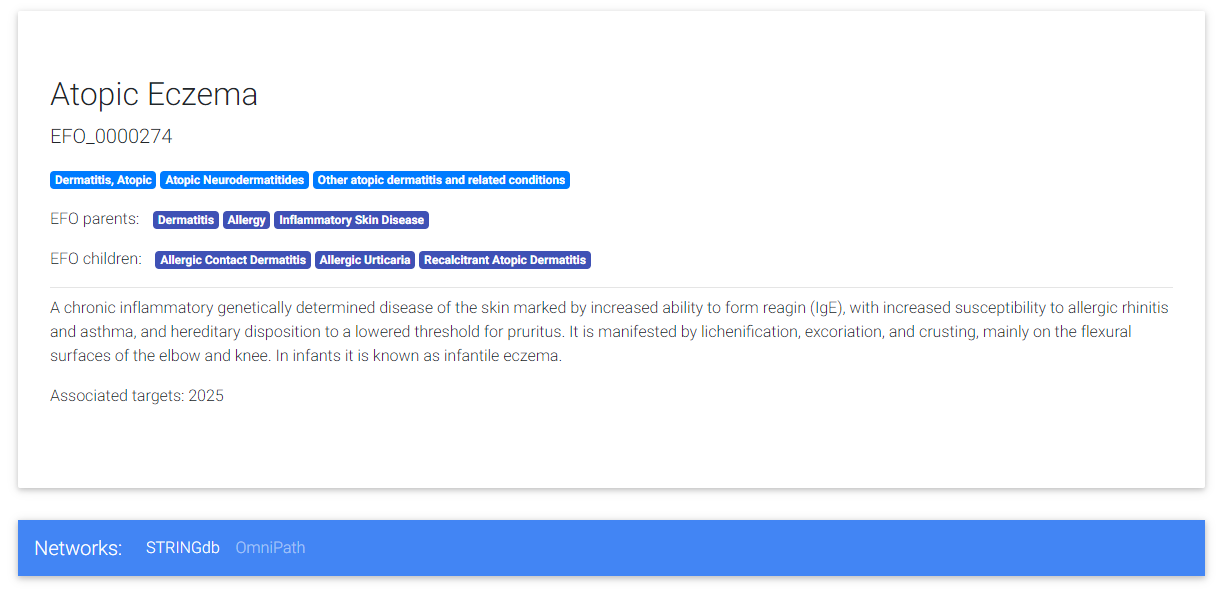 Atopic Eczema
EFO_0000274
Dermatitis, Atopic Atopic Neurodermatitides Other atopic dermatitis and related conditions
EFO parents: Dermatitis Allergy Inflammatory Skin Disease
EFO children: Allergic Contact Dermatitis Allergic Urticaria Recalcitrant Atopic Dermatitis
A chronic inflammatory genetically determined disease of the skin marked by increased ability to form reagin (IgE), with increased susceptibility to allergic rhinitis
and asthma, and hereditary disposition to a lowered threshold for pruritus. It is manifested by lichenification, excoriation, and crusting, mainly on the flexural
surfaces of the elbow and knee. In infants it is known as infantile eczema.
Associated targets: 2025
Networks: STRINGdb OmniPath